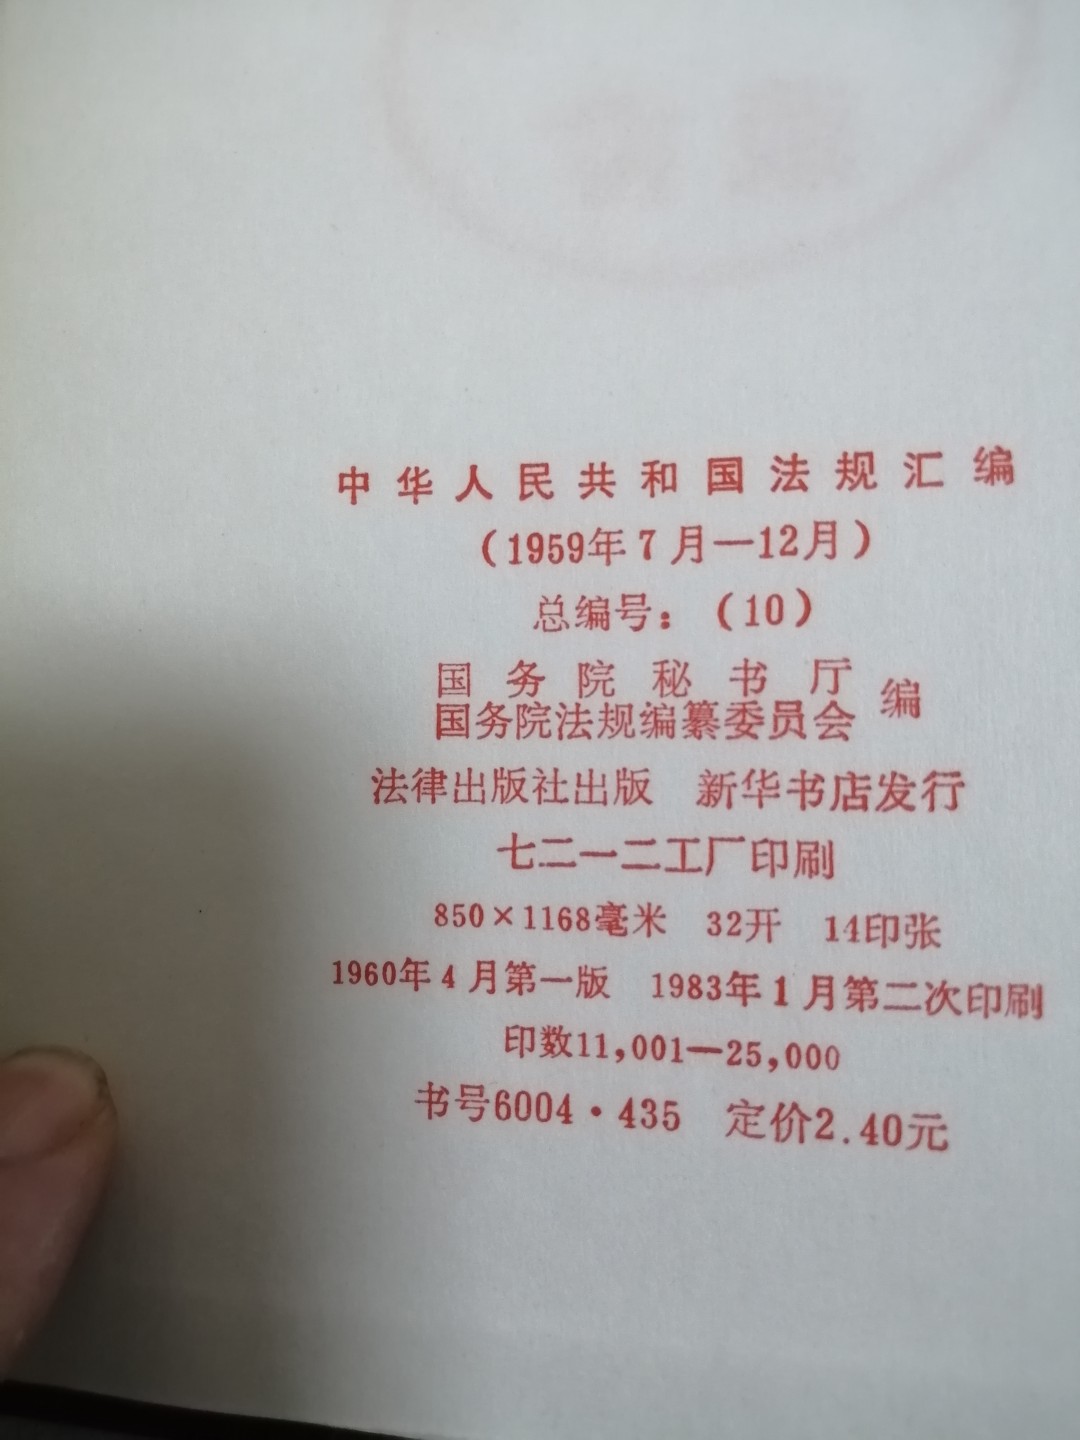 中华人民共和国法规汇编
（1959年7月—12月）
总编号：（10）
国务院秘书厅
国务院法规编纂委员会 编
法律出版社出版 新华书店发行
七二一二工厂印刷
850×1168毫米 32开 14印张
1960年4月第一版 1983年1月第二次印刷
印数11,001—25,000
书号6004·435 定价2.40元